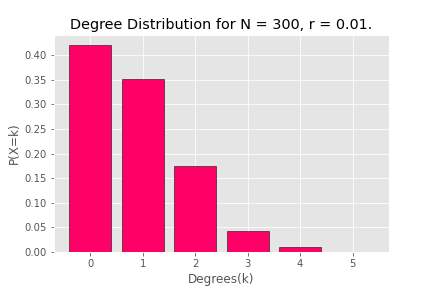 Degree Distribution for N = 300, r = 0.01.
0.40
0.35
0.30
0.25
0.20
0.15
0.10
0.05
0.00
P(X=k)
0 1 2 3 4 5
Degrees(k)